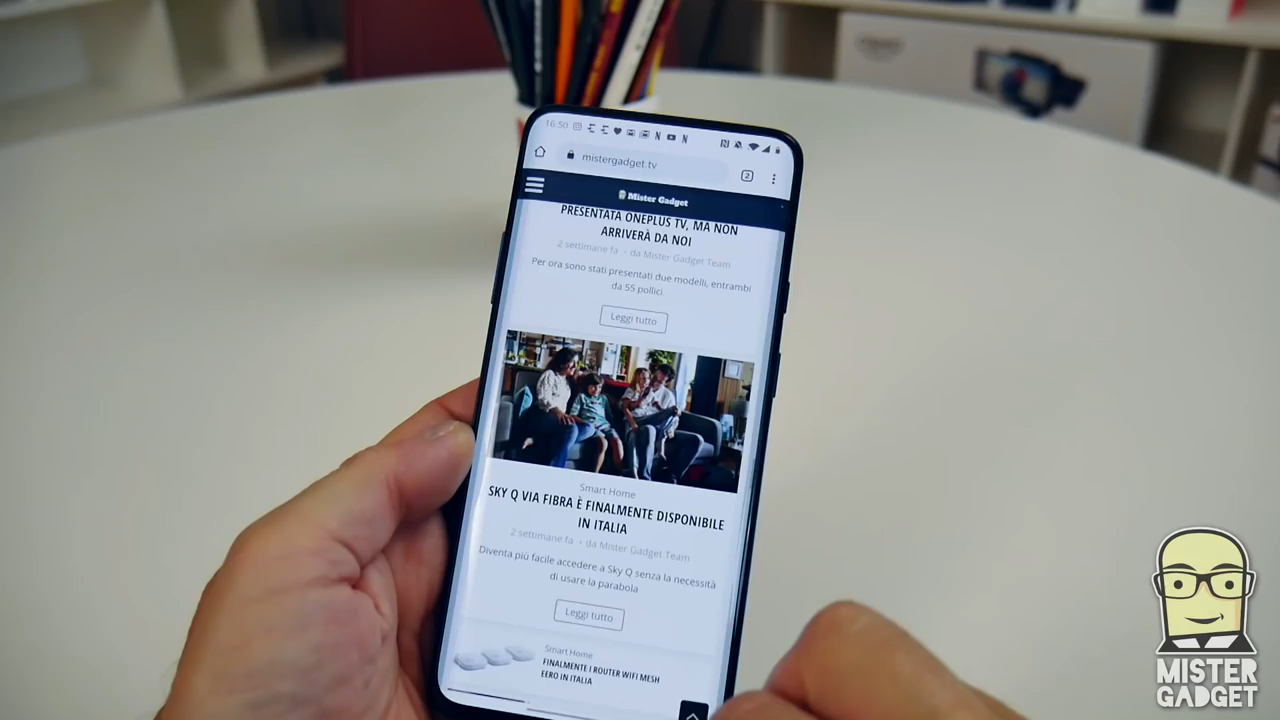 16:50
mistergadget.tv
2
Mister Gadget
PRESENTATA ONEPLUS TV, MA NON
ARRIVERÀ DA NOI
2 settimane fa - da Mister Gadget Team
Per ora sono stati presentati due modelli, entrambi
da 55 pollici
Leggi tutto
Smart Home
SKY Q VIA FIBRA È FINALMENTE DISPONIBILE
IN ITALIA
2 settimane fa - da Mister Gadget Team
Diventa più facile accedere a Sky Q senza la necessità
di usare la parabola
Leggi tutto
Smart Home
FINALMENTE I ROUTER WIFI MESH
EERO IN ITALIA
MISTER
GADGET